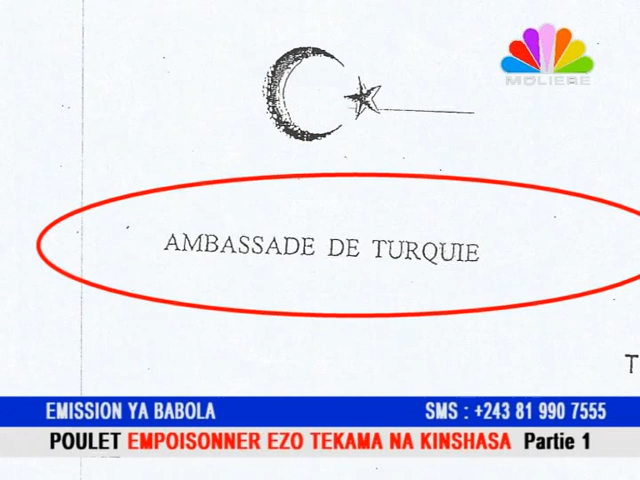 MOLIERE
AMBASSADE DE TURQUIE
T
EMISSION YA BABOLA SMS : +243 81 990 7555
POULET EMPOISONNER EZO TEKAMA NA KINSHASA Partie 1